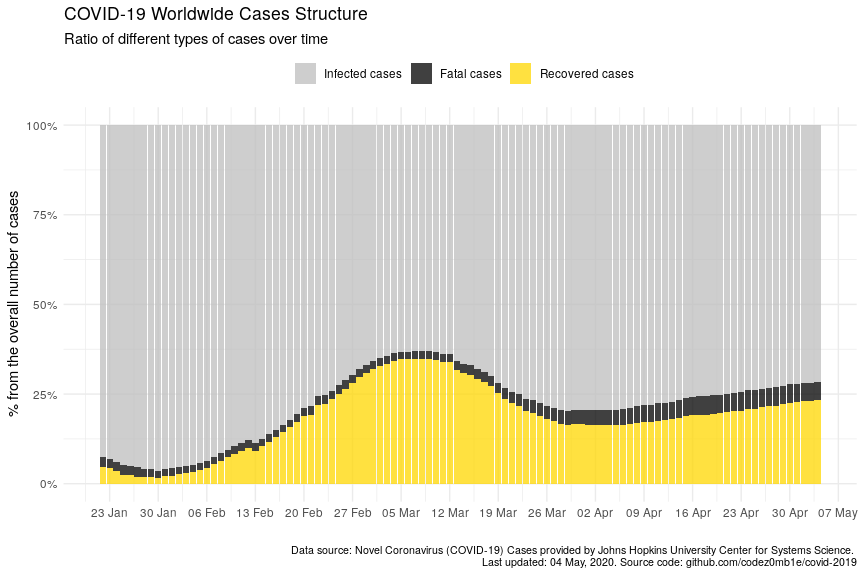 COVID-19 Worldwide Cases Structure
Ratio of different types of cases over time
Infected cases Fatal cases Recovered cases
% from the overall number of cases
100%
75%
50%
25%
0%
23 Jan 30 Jan 06 Feb 13 Feb 20 Feb 27 Feb 05 Mar 12 Mar 19 Mar 26 Mar 02 Apr 09 Apr 16 Apr 23 Apr 30 Apr 07 May
Data source: Novel Coronavirus (COVID-19) Cases provided by Johns Hopkins University Center for Systems Science.
Last updated: 04 May, 2020. Source code: github.com/codez0mb1e/covid-2019